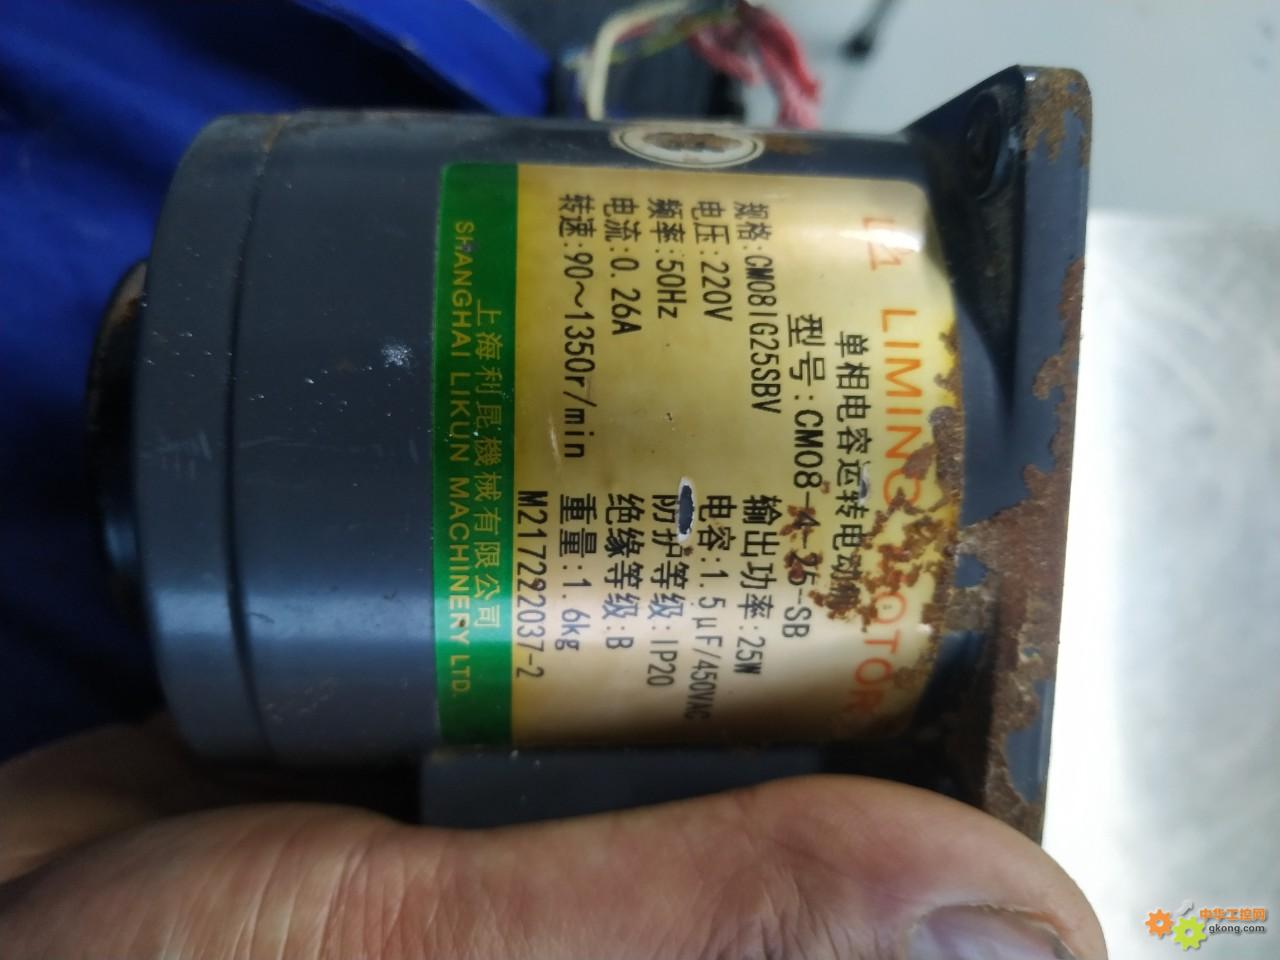 LIMING MOTOR
单相电容运转电动机
型号:CM08-4-25-SB
规格:CM08IG25SBV
输出功率:25W
电压:220V
电容:1.5μF/450VAC
频率:50Hz
防护等级:IP20
电流:0.26A
绝缘等级:B
转速:90～1350r/min
重量:1.6kg
M217292037-2
上海利昆機械有限公司
SHANGHAI LIKUN MACHINERY LTD.
中华工控网
gkong.com